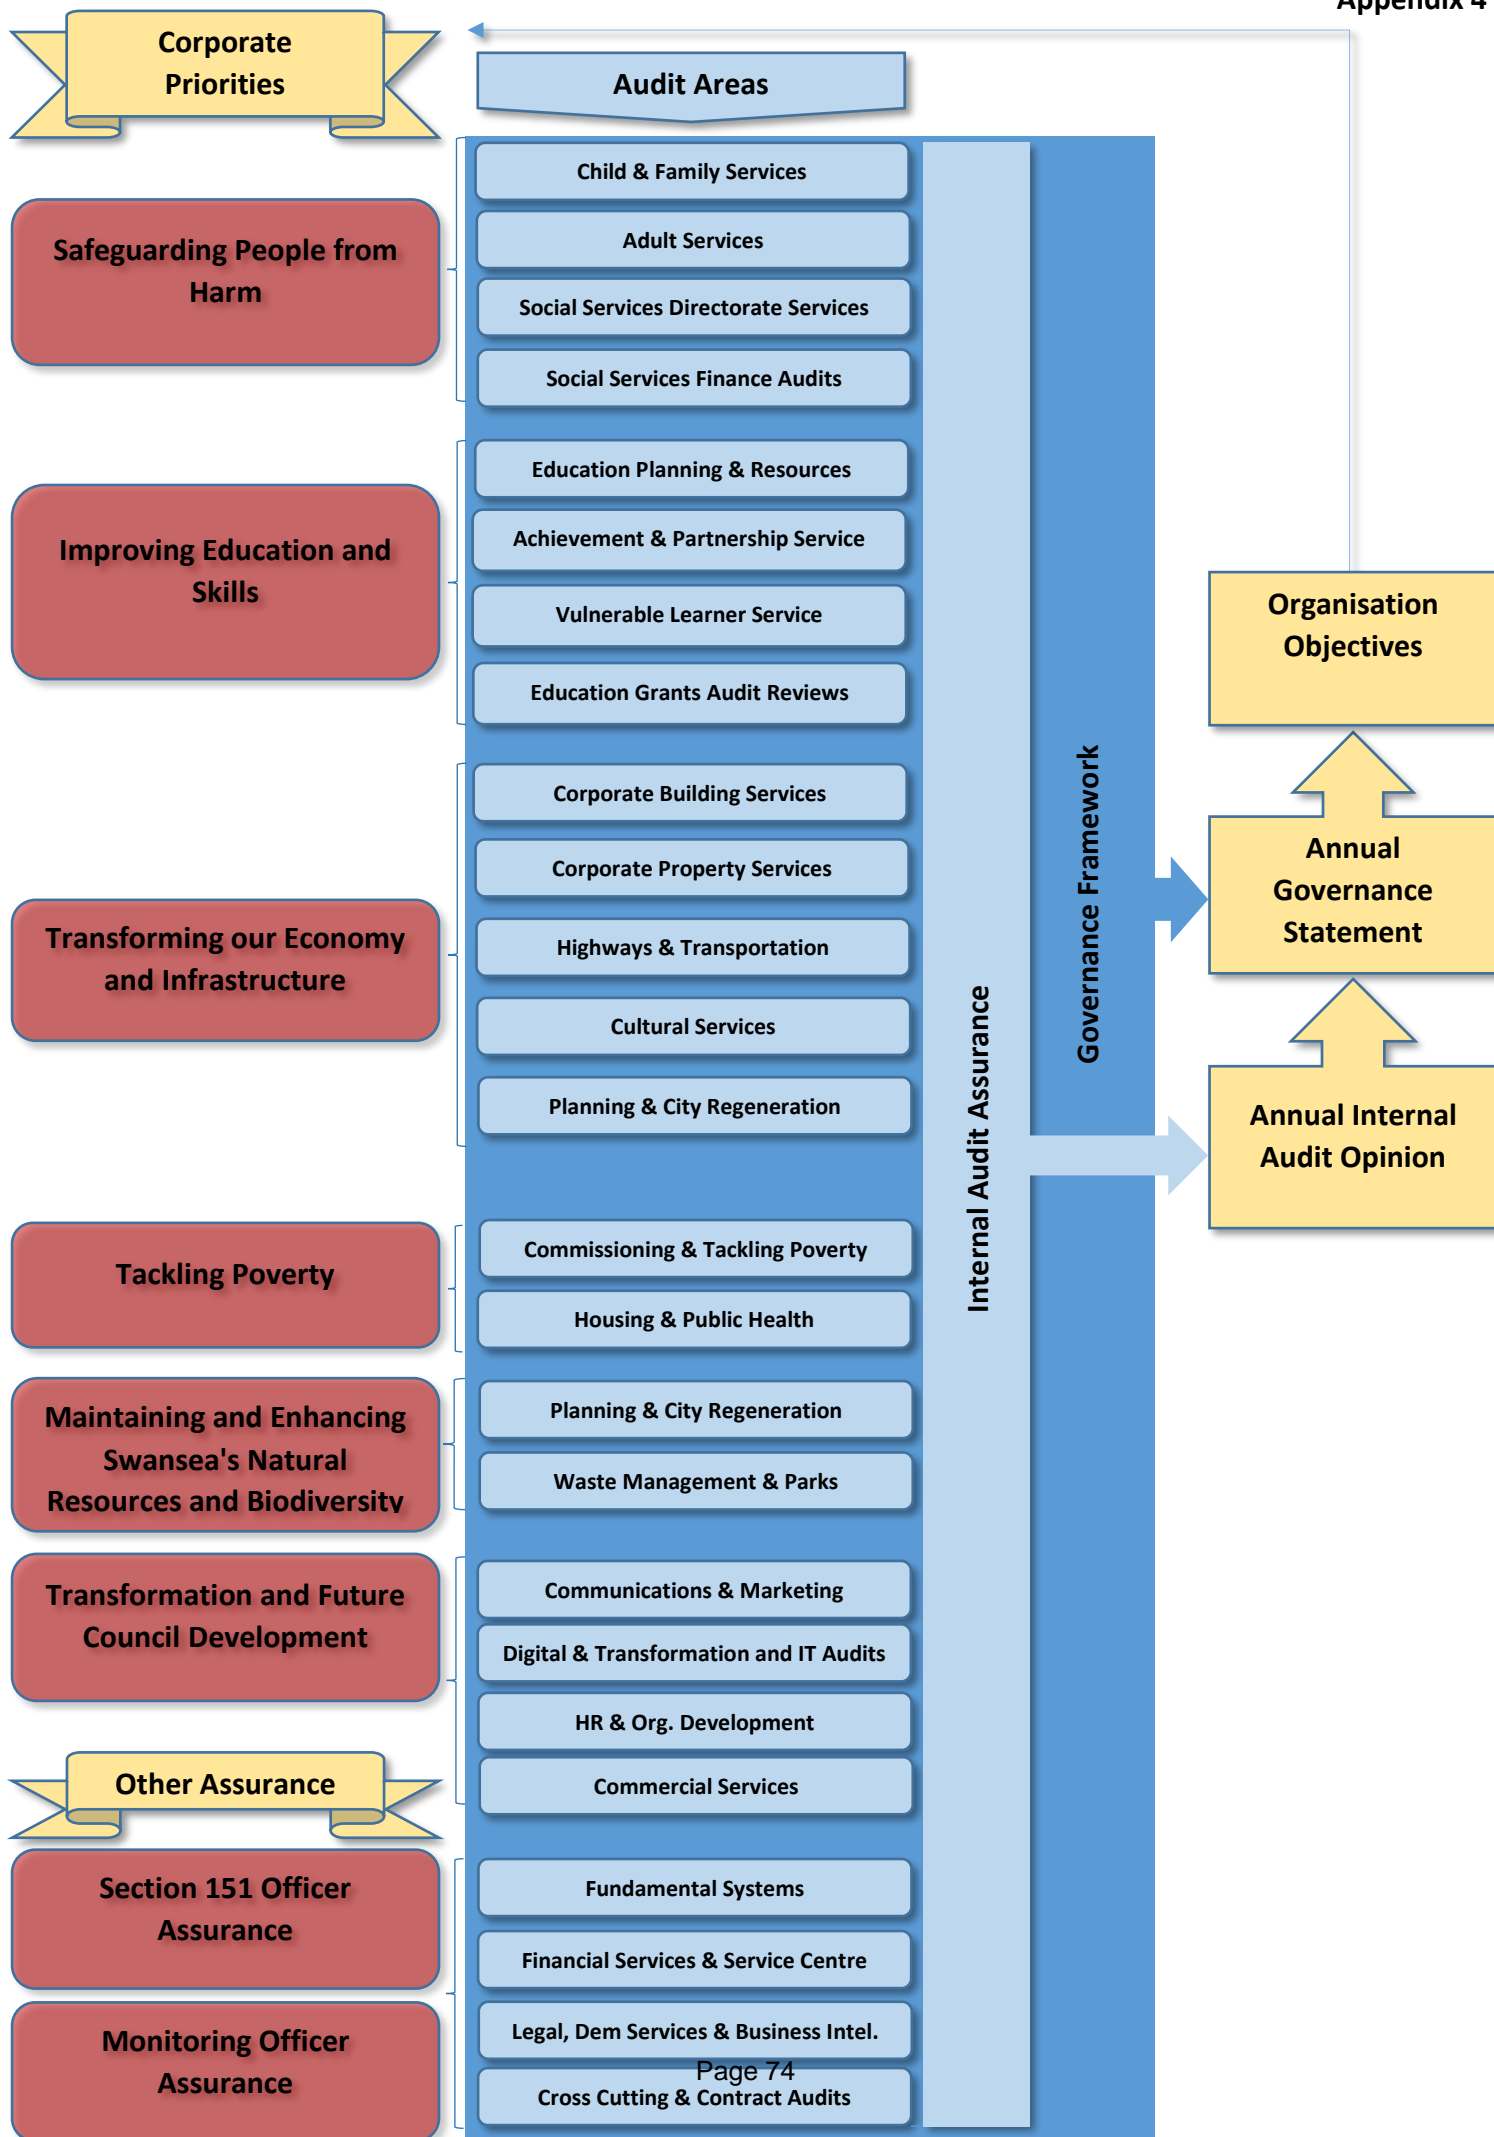 Appendix 4
Corporate
Priorities
Audit Areas
Safeguarding People from
Harm
Child & Family Services
Adult Services
Social Services Directorate Services
Social Services Finance Audits
Improving Education and
Skills
Education Planning & Resources
Achievement & Partnership Service
Vulnerable Learner Service
Education Grants Audit Reviews
Transforming our Economy
and Infrastructure
Corporate Building Services
Corporate Property Services
Highways & Transportation
Cultural Services
Planning & City Regeneration
Tackling Poverty
Commissioning & Tackling Poverty
Housing & Public Health
Maintaining and Enhancing
Swansea's Natural
Resources and Biodiversity
Planning & City Regeneration
Waste Management & Parks
Transformation and Future
Council Development
Communications & Marketing
Digital & Transformation and IT Audits
HR & Org. Development
Commercial Services
Other Assurance
Section 151 Officer
Assurance
Monitoring Officer
Assurance
Fundamental Systems
Financial Services & Service Centre
Legal, Dem Services & Business Intel.
Cross Cutting & Contract Audits
Internal Audit Assurance
Governance Framework
Organisation
Objectives
Annual
Governance
Statement
Annual Internal
Audit Opinion
Page 74